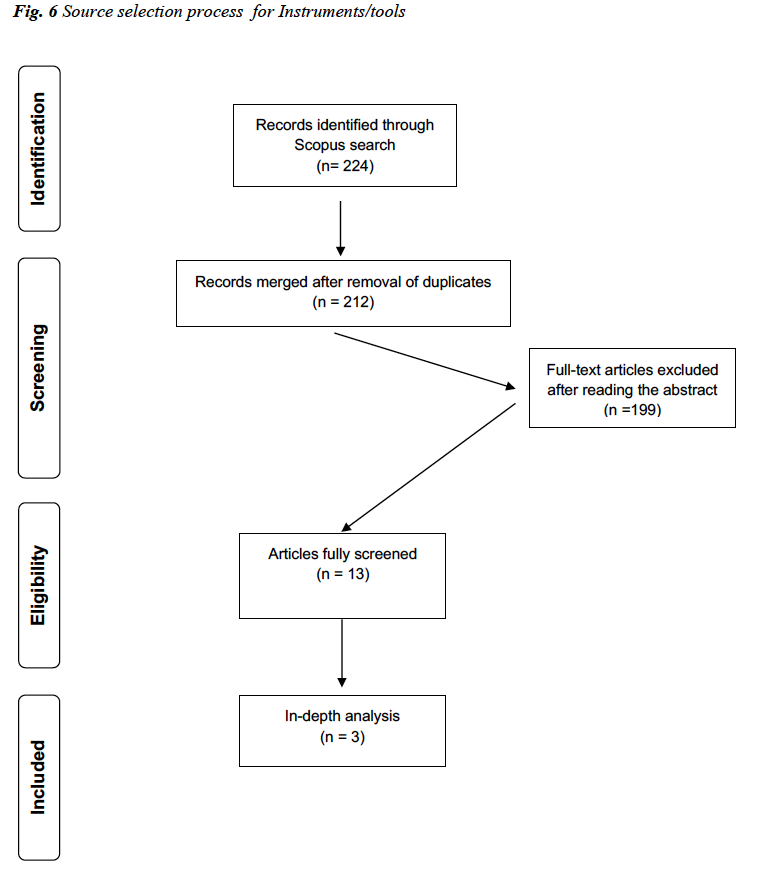 Fig. 6 Source selection process for Instruments/tools
Identification
Records identified through
Scopus search
(n= 224)
Screening
Records merged after removal of duplicates
(n = 212)
Full-text articles excluded
after reading the abstract
(n =199)
Eligibility
Articles fully screened
(n = 13)
Included
In-depth analysis
(n = 3)